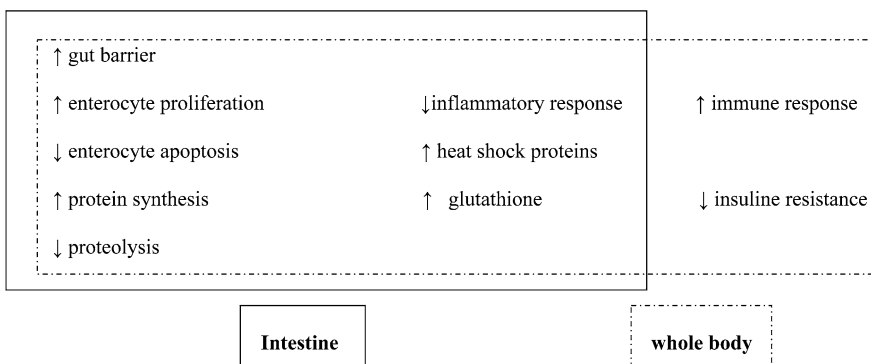 ↑ gut barrier
↑ enterocyte proliferation ↓inflammatory response ↑ immune response
↓ enterocyte apoptosis ↑ heat shock proteins
↑ protein synthesis ↑ glutathione ↓ insuline resistance
↓ proteolysis
Intestine whole body